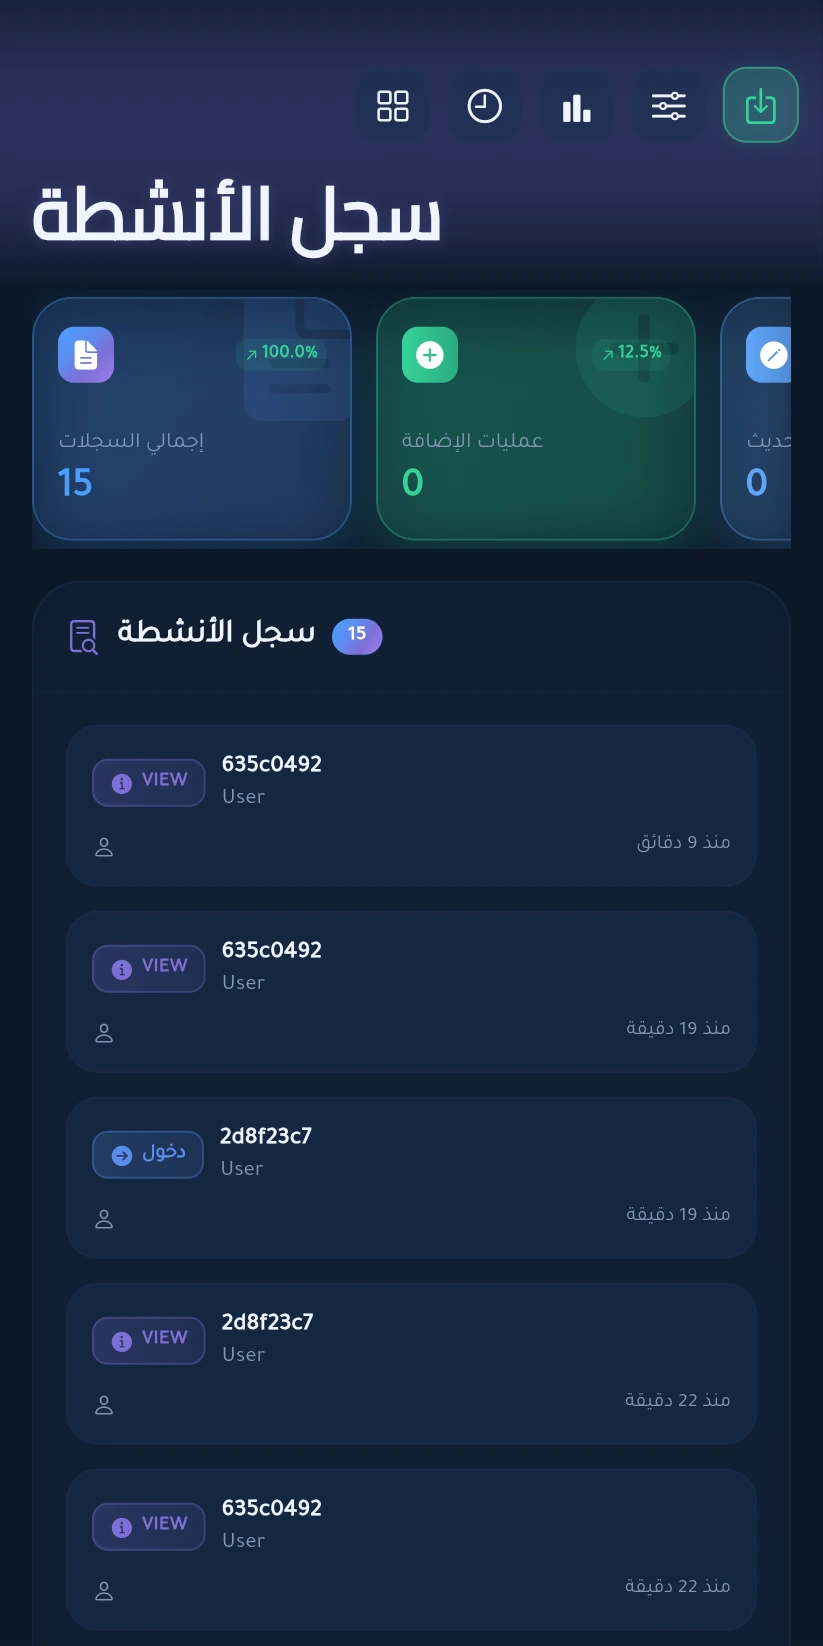 سجل الأنشطة
100.0%
إجمالي السجلات
15
12.5%
عمليات الإضافة
0
0
سجل الأنشطة 15
VIEW 635c0492
User
منذ 9 دقائق
VIEW 635c0492
User
منذ 19 دقيقة
دخول 2d8f23c7
User
منذ 19 دقيقة
VIEW 2d8f23c7
User
منذ 22 دقيقة
VIEW 635c0492
User
منذ 22 دقيقة